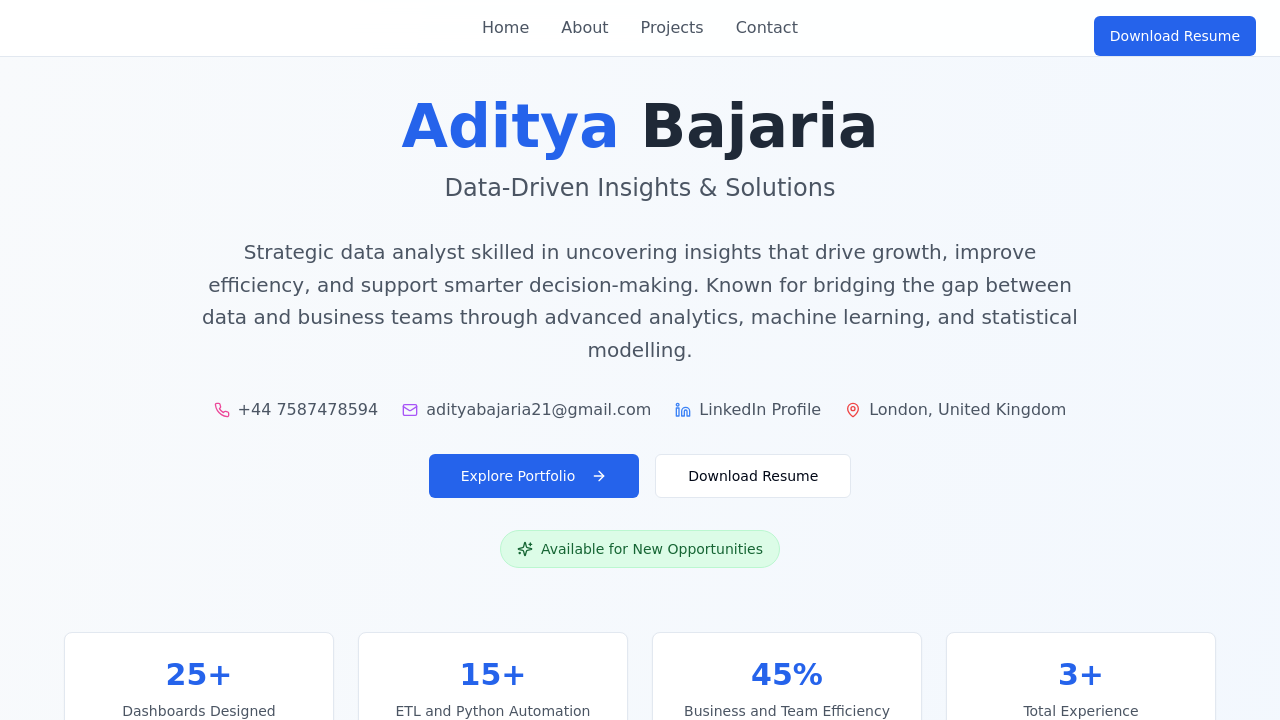 Home About Projects Contact
Download Resume
Aditya Bajaria
Data-Driven Insights & Solutions
Strategic data analyst skilled in uncovering insights that drive growth, improve
efficiency, and support smarter decision-making. Known for bridging the gap between
data and business teams through advanced analytics, machine learning, and statistical
modelling.
+44 7587478594 adityabajaria21@gmail.com LinkedIn Profile London, United Kingdom
Explore Portfolio Download Resume
Available for New Opportunities
25+ 15+ 45% 3+
Dashboards Designed ETL and Python Automation Business and Team Efficiency Total Experience